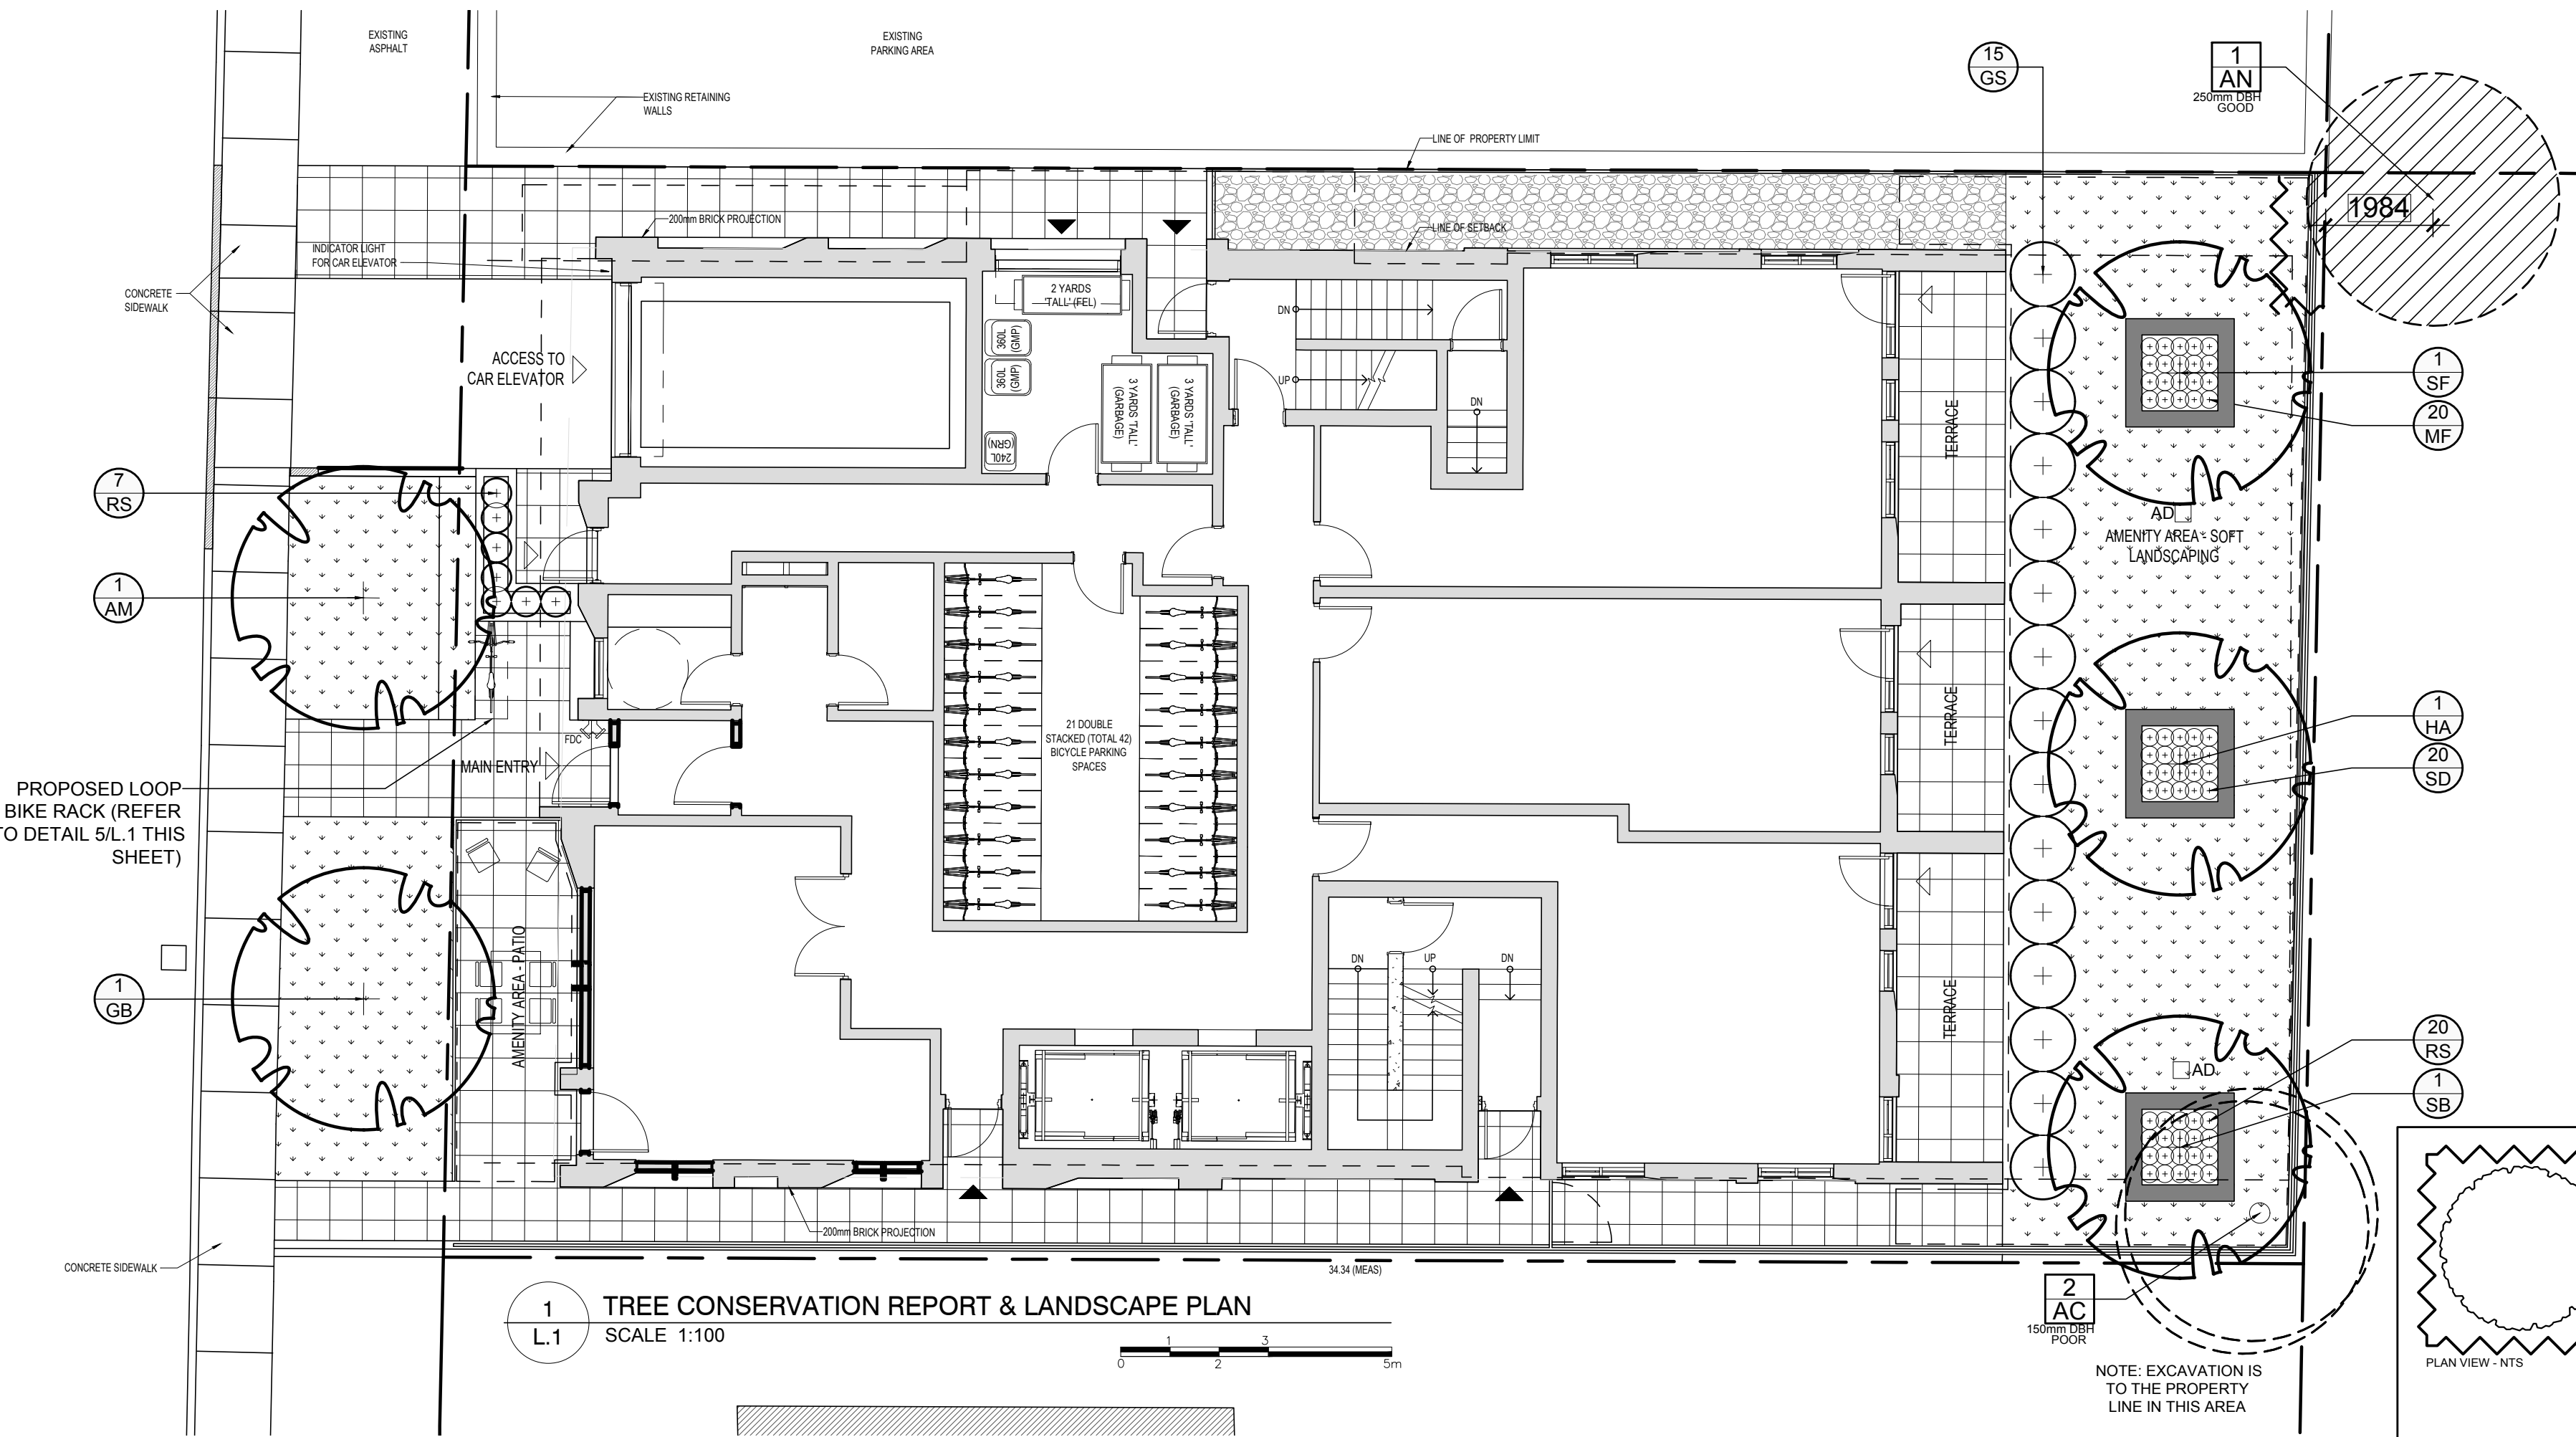 EXISTING
ASPHALT
EXISTING
PARKING AREA
15
GS
1
AN
250mm DBH
GOOD
EXISTING RETAINING
WALLS
LINE OF PROPERTY LIMIT
1984
200mm BRICK PROJECTION
LINE OF SETBACK
INDICATOR LIGHT
FOR CAR ELEVATOR
CONCRETE
SIDEWALK
2 YARDS
'TALL' (FEL)
360L
(GMP)
360L
(GMP)
3 YARDS 'TALL'
(GARBAGE)
3 YARDS 'TALL'
(GARBAGE)
240L
(GRN)
DN
UP
DN
ACCESS TO
CAR ELEVATOR
TERRACE
1
SF
20
MF
7
RS
AD
AMENITY AREA - SOFT
LANDSCAPING
1
AM
21 DOUBLE
STACKED (TOTAL 42)
BICYCLE PARKING
SPACES
TERRACE
1
HA
20
SD
FDC
MAIN ENTRY
PROPOSED LOOP
BIKE RACK (REFER
TO DETAIL 5/L.1 THIS
SHEET)
AMENITY AREA - PATIO
1
GB
DN
UP
DN
TERRACE
20
RS
AD
1
SB
200mm BRICK PROJECTION
CONCRETE SIDEWALK
34.34 (MEAS)
2
AC
150mm DBH
POOR
1
L.1
TREE CONSERVATION REPORT & LANDSCAPE PLAN
SCALE 1:100
1
3
0
2
5m
NOTE: EXCAVATION IS
TO THE PROPERTY
LINE IN THIS AREA
PLAN VIEW - NTS